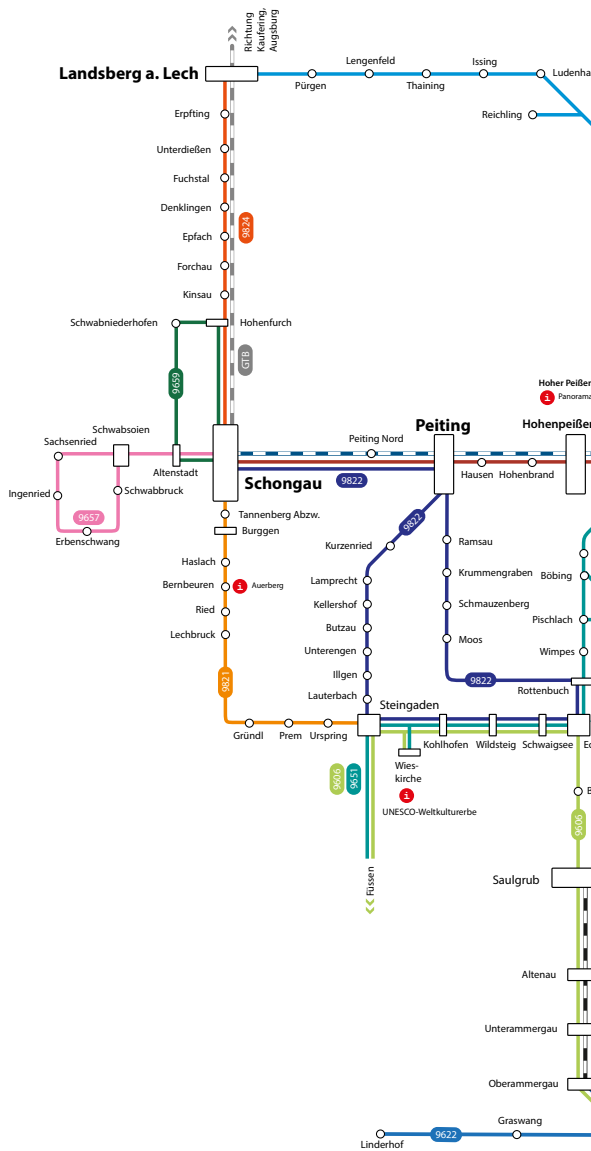 Richtung
Kaufering,
Augsburg
Landsberg a. Lech
Lengenfeld
Issing
Ludenha
Pürgen
Thaining
Reichling
Erpfting
Unterdießen
Fuchstal
Denklingen
9824
Epfach
Forchau
Kinsau
Schwabniederhofen
Hohenfurch
GTB
9659
Hoher Peißen
i
Panorama
Schwabsoien
Sachsenried
Peiting Nord
Peiting
Hohenpeißen
Altenstadt
Schongau
9822
Hausen
Hohenbrand
Ingenried
Schwabbruck
9657
Erbenschwang
Tannenberg Abzw.
Burggen
9822
Kurzenried
Ramsau
Haslach
Bernbeuren
i
Auerberg
Lamprecht
Krummengraben
Böbing
Ried
Kellershof
Schmauzenberg
Lechbruck
Butzau
Pischlach
Unterengen
Moos
Wimpes
Illgen
9821
Lauterbach
9822
Rottenbuch
Steingaden
Gründl
Prem
Urspring
Kohlhofen
Wildsteig
Schwaigsee
Ec
Wies-
kirche
i
UNESCO-Weltkulturerbe
9606
9651
B
9606
Füssen
Saulgrub
Altenau
Unterammergau
Oberammergau
Graswang
9622
Linderhof